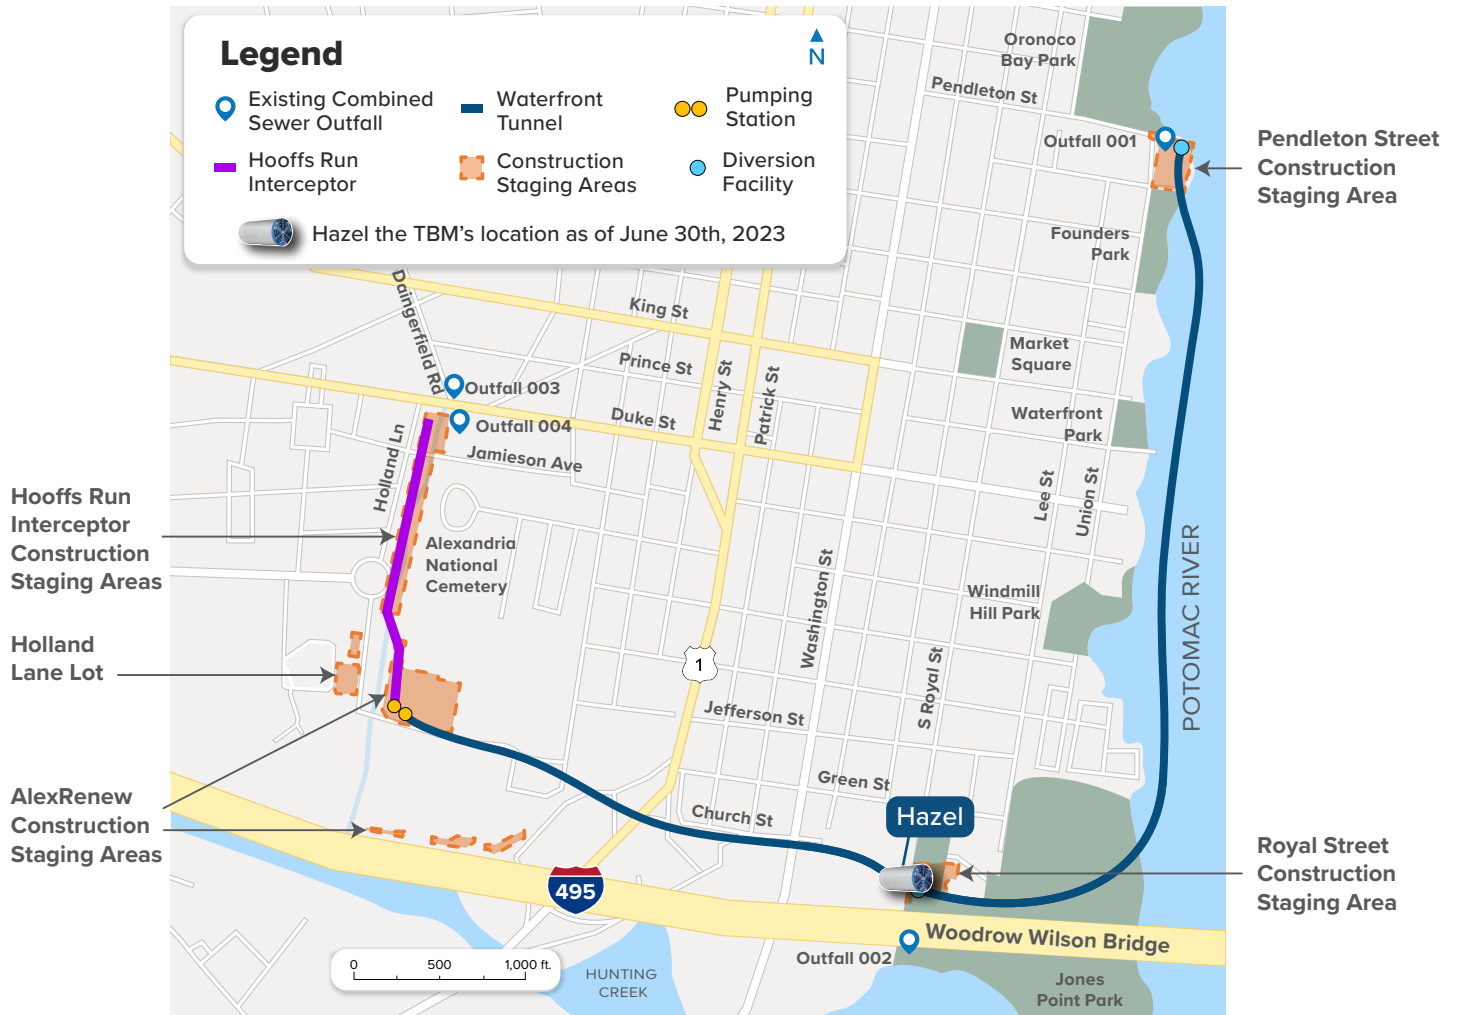 Legend
N
Existing Combined
Sewer Outfall
Waterfront
Tunnel
Pumping
Station
Hooffs Run
Interceptor
Construction
Staging Areas
Diversion
Facility
Hazel the TBM's location as of June 30th, 2023
Oronoco
Bay Park
Pendleton St
Outfall 001
Pendleton Street
Construction
Staging Area
Founders
Park
Daingerfield Rd
King St
Prince St
Market
Square
Henry St
Patrick St
Outfall 003
Duke St
Outfall 004
Waterfront
Park
Holland Ln
Jamieson Ave
Lee St
Union St
Hooffs Run
Interceptor
Construction
Staging Areas
Alexandria
National
Cemetery
POTOMAC RIVER
Washington St
Windmill
Hill Park
Holland
Lane Lot
1
S Royal St
Jefferson St
Green St
AlexRenew
Construction
Staging Areas
Church St
Hazel
Royal Street
Construction
Staging Area
495
Woodrow Wilson Bridge
Outfall 002
0 500 1,000 ft.
HUNTING
CREEK
Jones
Point Park